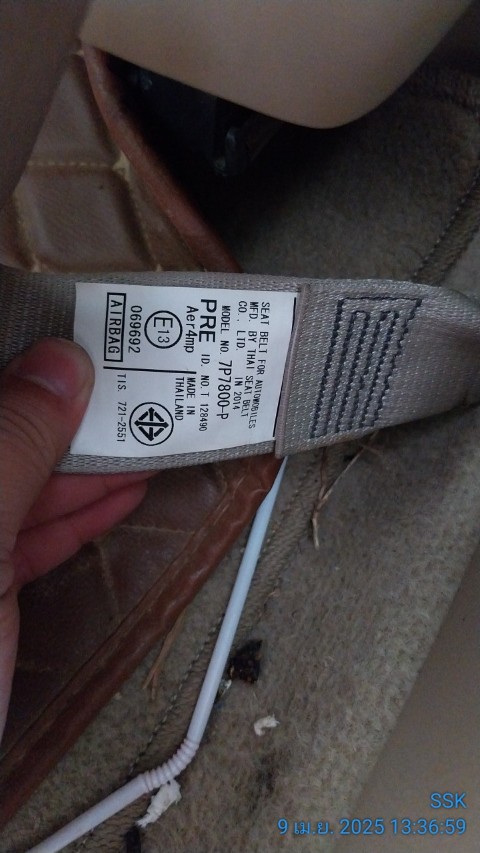 SEAT BELT FOR AUTOMOBILES
MFD. BY THAI SEAT BELT
CO., LTD. IN 2014
MODEL NO. 7P7800-P
PRE ID. NO. T 128490
Aer4mp
MADE IN
THAILAND
E13
069692
AIRBAG
TIS. 721-2551
SSK
9 เม.ย. 2025 13:36:59